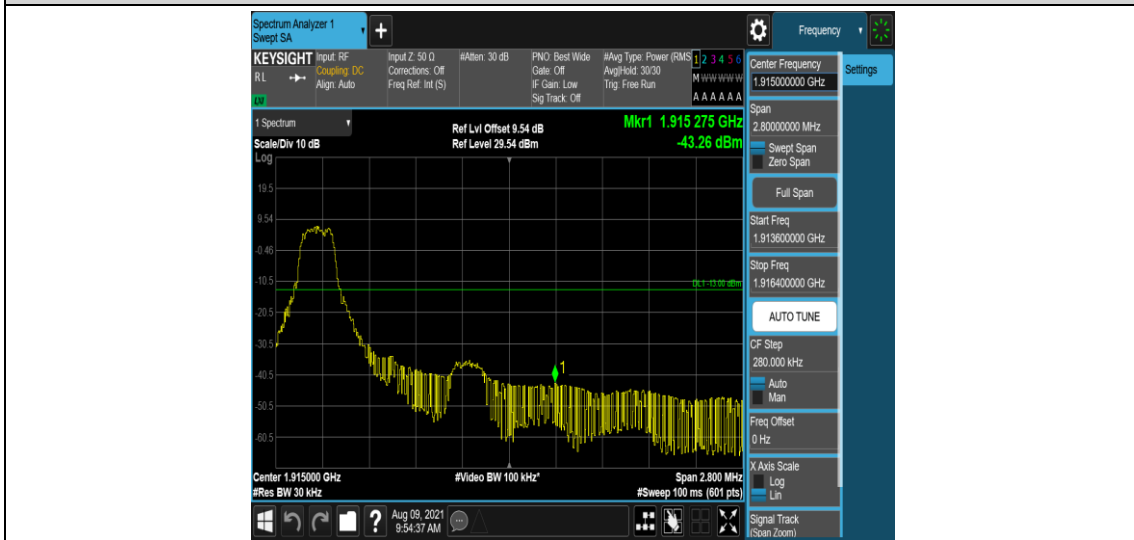 Spectrum Analyzer 1
Swept SA
Frequency
KEYSIGHT
RL
Input: RF
Coupling: DC
Align: Auto
Input Z: 50 Ω
Corrections: Off
Freq Ref: Int (S)
#Atten: 30 dB
PNO: Best Wide
Gate: Off
IF Gain: Low
Sig Track: Off
#Avg Type: Power (RMS
Avg|Hold: 30/30
Trig: Free Run
1 2 3 4 5 6
M W W W W W
A A A A A A
1 Spectrum
Scale/Div 10 dB
Ref Lvl Offset 9.54 dB
Ref Level 29.54 dBm
Mkr1 1.915 275 GHz
-43.26 dBm
Log
19.5
9.54
-0.46
-10.5
DL1 -13.00 dBm
-20.5
-30.5
-40.5
1
-50.5
-60.5
Center 1.915000 GHz
#Video BW 100 kHz*
Span 2.800 MHz
#Res BW 30 kHz
#Sweep 100 ms (601 pts)
Aug 09, 2021
9:54:37 AM
Center Frequency
1.915000000 GHz
Settings
Span
2.80000000 MHz
Swept Span
Zero Span
Full Span
Start Freq
1.913600000 GHz
Stop Freq
1.916400000 GHz
AUTO TUNE
CF Step
280.000 kHz
Auto
Man
Freq Offset
0 Hz
X Axis Scale
Log
Lin
Signal Track
(Span Zoom)